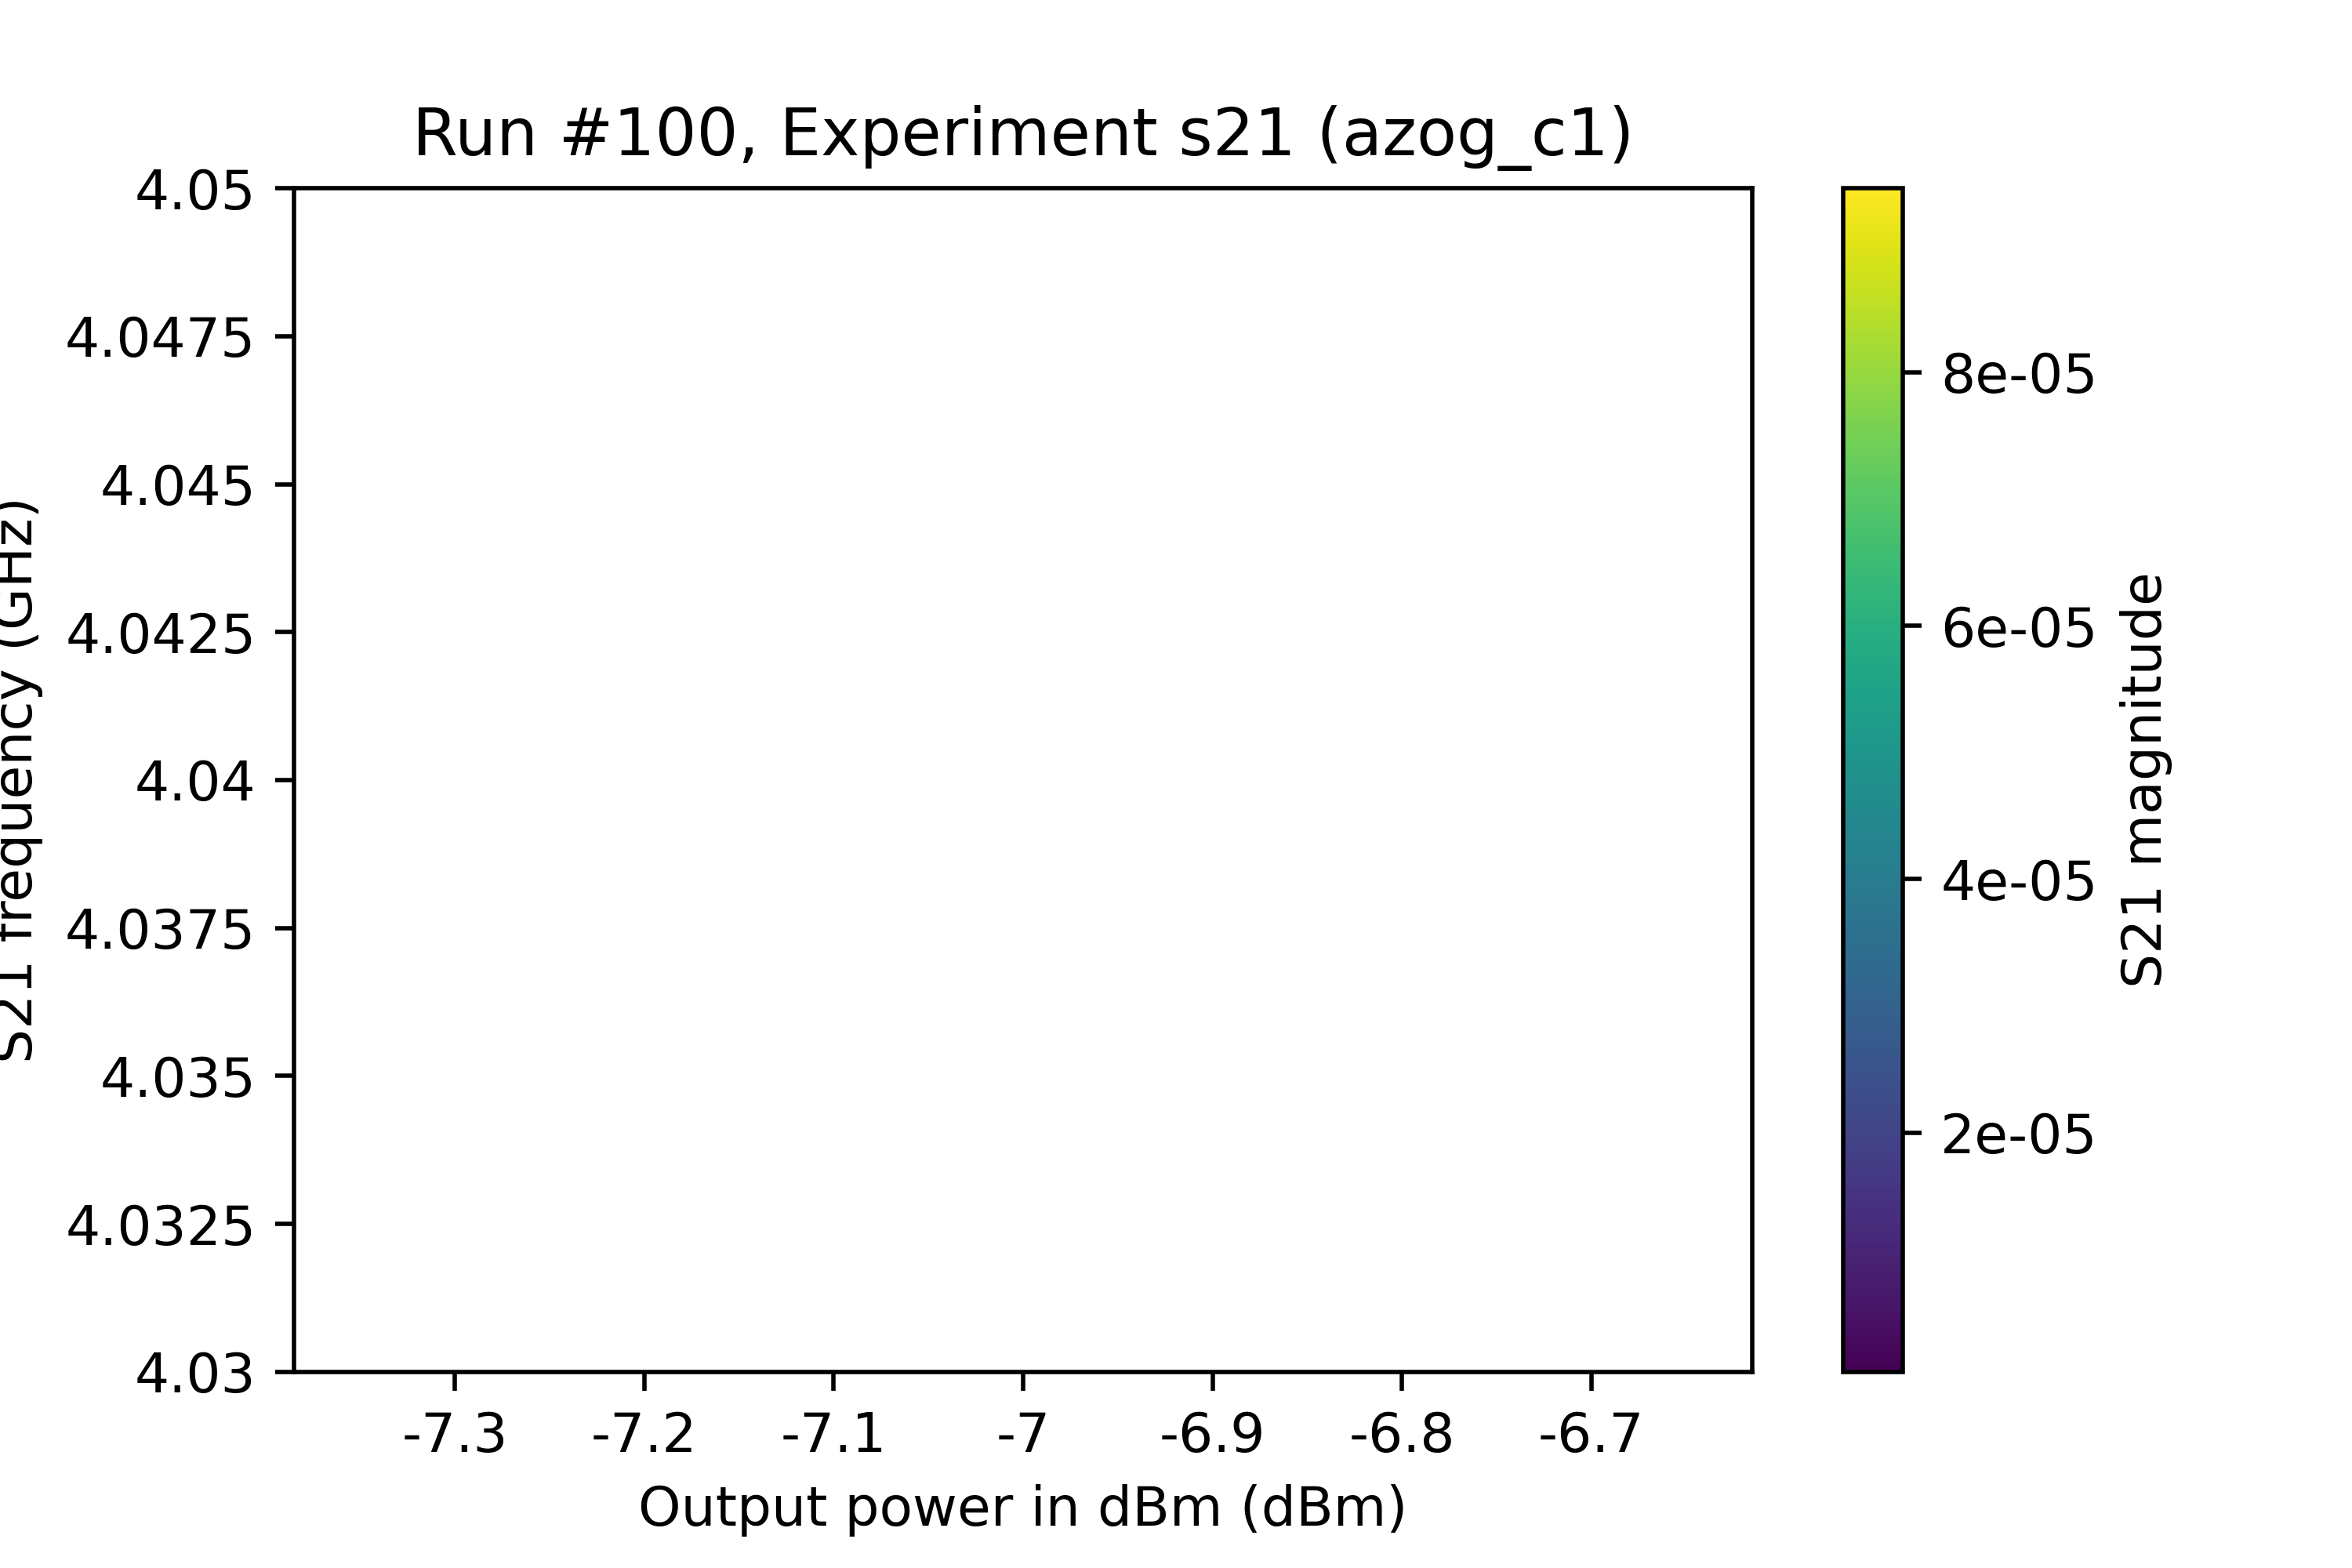 Run #100, Experiment s21 (azog_c1)
4.05
4.0475
4.045
4.0425
4.04
4.0375
4.035
4.0325
4.03
S21 frequency (GHz)
-7.3 -7.2 -7.1 -7 -6.9 -6.8 -6.7
Output power in dBm (dBm)
8e-05
6e-05
4e-05
2e-05
S21 magnitude